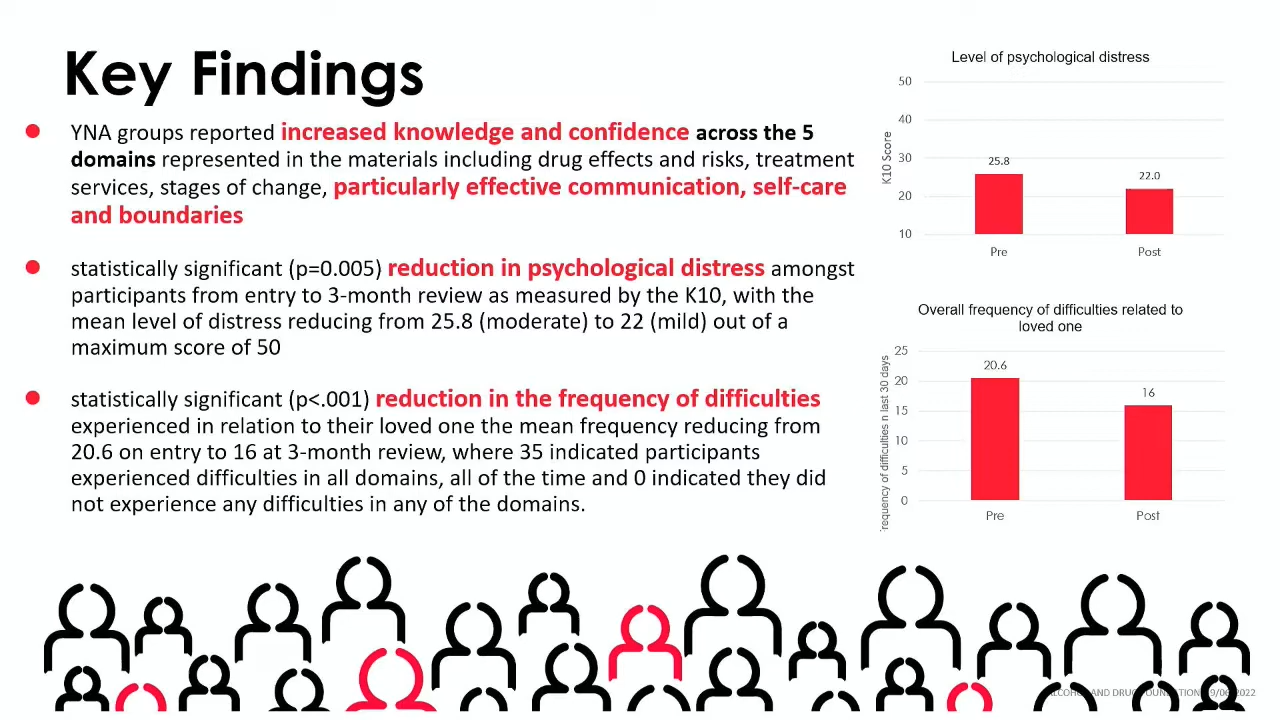 Key Findings
YNA groups reported increased knowledge and confidence across the 5
domains represented in the materials including drug effects and risks, treatment
services, stages of change, particularly effective communication, self-care
and boundaries
statistically significant (p=0.005) reduction in psychological distress amongst
participants from entry to 3-month review as measured by the K10, with the
mean level of distress reducing from 25.8 (moderate) to 22 (mild) out of a
maximum score of 50
statistically significant (p<.001) reduction in the frequency of difficulties
experienced in relation to their loved one the mean frequency reducing from
20.6 on entry to 16 at 3-month review, where 35 indicated participants
experienced difficulties in all domains, all of the time and 0 indicated they did
not experience any difficulties in any of the domains.
Level of psychological distress
K10 Score
50
40
30
20
10
25.8
22.0
Pre
Post
Overall frequency of difficulties related to
loved one
requency of difficulties n last 30 days
25
20
15
10
5
0
20.6
16
Pre
Post
AND
2022